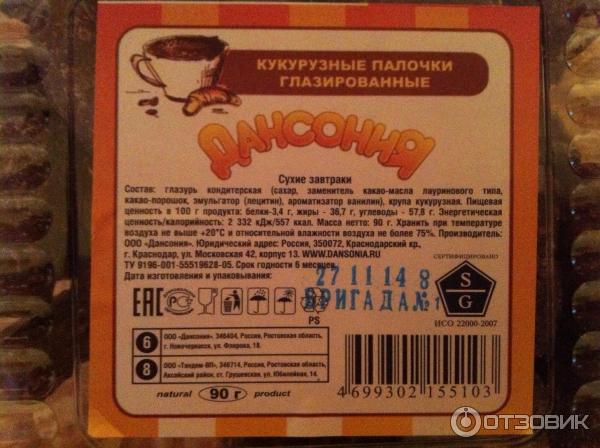 КУКУРУЗНЫЕ ПАЛОЧКИ
ГЛАЗИРОВАННЫЕ
ДАНСОНИЯ
Сухие завтраки
Состав: глазурь кондитерская (сахар, заменитель какао-масла лауринового типа,
какао-порошок, эмульгатор (лецитин), ароматизатор ванилин), крупа кукурузная. Пищевая
ценность в 100 г продукта: белки-3,4 г, жиры - 36,7 г, углеводы - 57,8 г. Энергетическая
ценность/калорийность: 2 332 кДж/557 ккал. Масса нетто: 90 г. Хранить при температуре
воздуха не выше +20°С и относительной влажности воздуха не более 75%. Производитель:
ООО «Дансония». Юридический адрес: Россия, 350072, Краснодарский кр.,
г. Краснодар, ул. Московская 42, корпус 13. WWW.DANSONIA.RU
ТУ 9196-001-55519628-05. Срок годности 6 месяцев.
Дата изготовления и упаковывания:
27 11 14 8
БРИГАДА №1
СЕРТИФИЦИРОВАНО
S
G
ИСО 22000-2007
EAC
PS
6
ООО «Дансония», 346404, Россия, Ростовская область,
г. Новочеркасск, ул. Флерова, 18.
8
ООО «Тандем-ВП», 346714, Россия, Ростовская область,
Аксайский район, ст. Грушевская, ул. Юбилейная, 14.
natural 90 г product
4 699302 155103
ОТЗОВИК